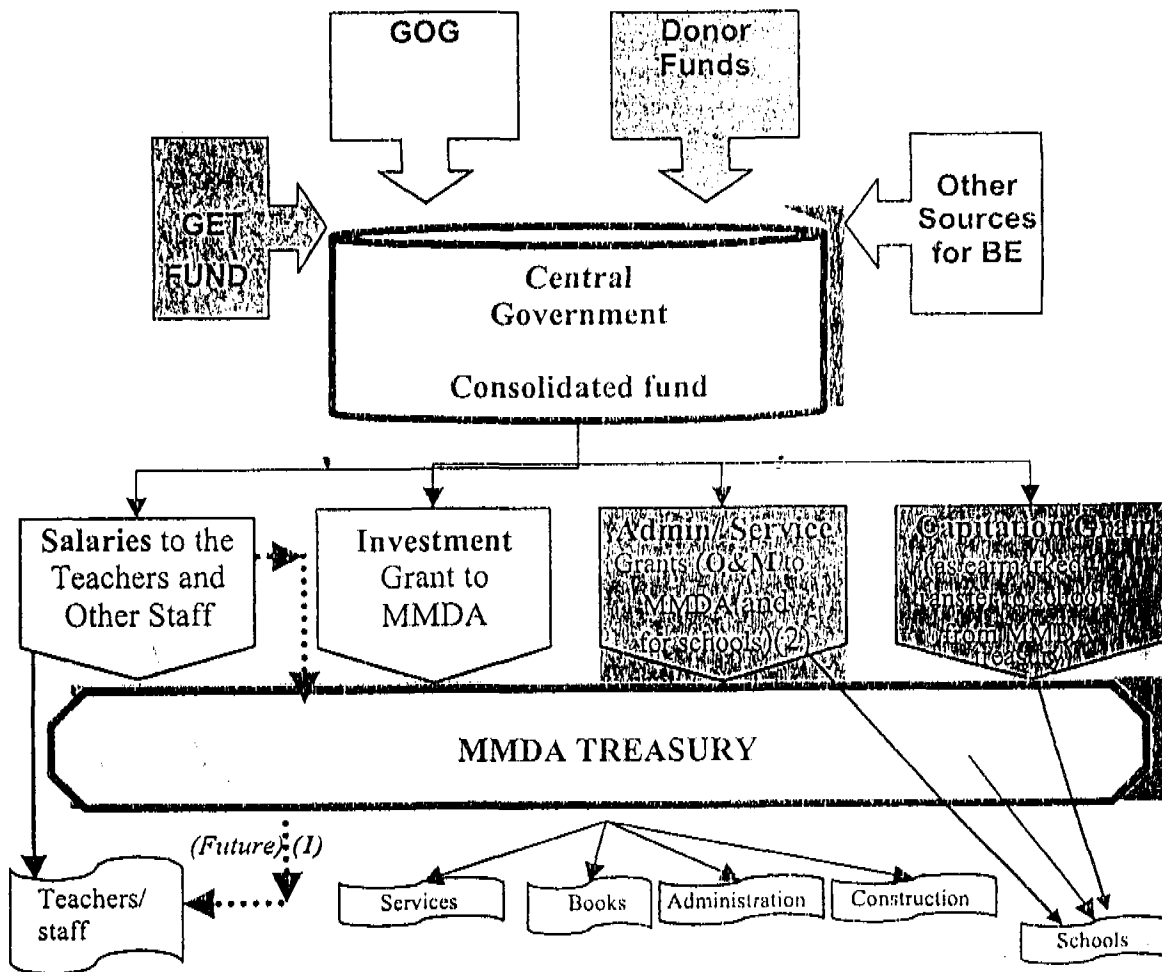 GOG
Donor
Funds
GET
FUND
Other
Sources
for BE
Central
Government
Consolidated fund
Salaries to the
Teachers and
Other Staff
Investment
Grant to
MMDA
Admin/Service
Grants (O&M to
MMDA (and
for schools)(2)
Capitation Grant
(as earmarked
transfer to schools
from MMDA
treasury)
MMDA TREASURY
(Future) (1)
Teachers/
staff
Services
Books
Administration
Construction
Schools